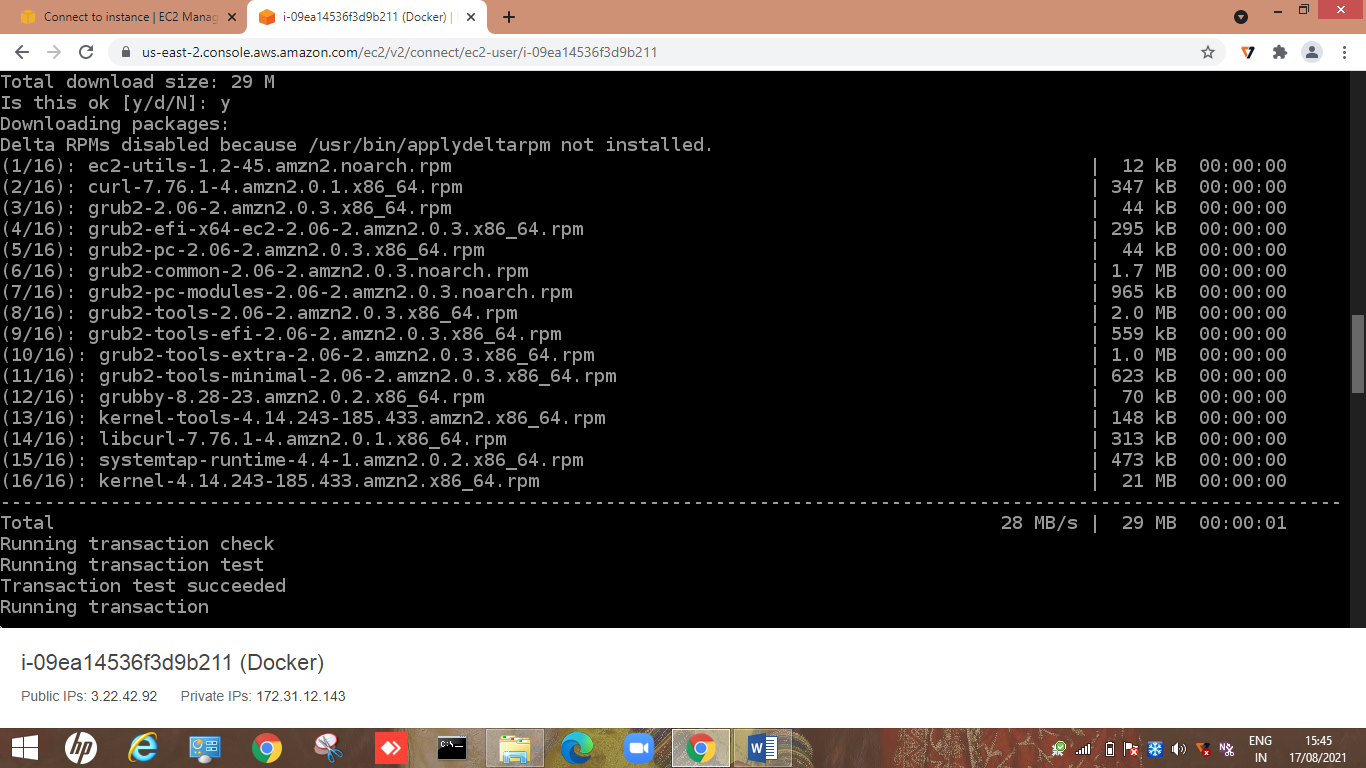 Connect to instance | EC2 Manag
i-09ea14536f3d9b211 (Docker) |
us-east-2.console.aws.amazon.com/ec2/v2/connect/ec2-user/i-09ea14536f3d9b211
Total download size: 29 M
Is this ok [y/d/N]: y
Downloading packages:
Delta RPMs disabled because /usr/bin/applydeltarpm not installed.
(1/16): ec2-utils-1.2-45.amzn2.noarch.rpm | 12 kB 00:00:00
(2/16): curl-7.76.1-4.amzn2.0.1.x86_64.rpm | 347 kB 00:00:00
(3/16): grub2-2.06-2.amzn2.0.3.x86_64.rpm | 44 kB 00:00:00
(4/16): grub2-efi-x64-ec2-2.06-2.amzn2.0.3.x86_64.rpm | 295 kB 00:00:00
(5/16): grub2-pc-2.06-2.amzn2.0.3.x86_64.rpm | 44 kB 00:00:00
(6/16): grub2-common-2.06-2.amzn2.0.3.noarch.rpm | 1.7 MB 00:00:00
(7/16): grub2-pc-modules-2.06-2.amzn2.0.3.noarch.rpm | 965 kB 00:00:00
(8/16): grub2-tools-2.06-2.amzn2.0.3.x86_64.rpm | 2.0 MB 00:00:00
(9/16): grub2-tools-efi-2.06-2.amzn2.0.3.x86_64.rpm | 559 kB 00:00:00
(10/16): grub2-tools-extra-2.06-2.amzn2.0.3.x86_64.rpm | 1.0 MB 00:00:00
(11/16): grub2-tools-minimal-2.06-2.amzn2.0.3.x86_64.rpm | 623 kB 00:00:00
(12/16): grubby-8.28-23.amzn2.0.2.x86_64.rpm | 70 kB 00:00:00
(13/16): kernel-tools-4.14.243-185.433.amzn2.x86_64.rpm | 148 kB 00:00:00
(14/16): libcurl-7.76.1-4.amzn2.0.1.x86_64.rpm | 313 kB 00:00:00
(15/16): systemtap-runtime-4.4-1.amzn2.0.2.x86_64.rpm | 473 kB 00:00:00
(16/16): kernel-4.14.243-185.433.amzn2.x86_64.rpm | 21 MB 00:00:00
--------------------------------------------------------------------------------
Total 28 MB/s | 29 MB 00:00:01
Running transaction check
Running transaction test
Transaction test succeeded
Running transaction
i-09ea14536f3d9b211 (Docker)
Public IPs: 3.22.42.92 Private IPs: 172.31.12.143
ENG 15:45
IN 17/08/2021